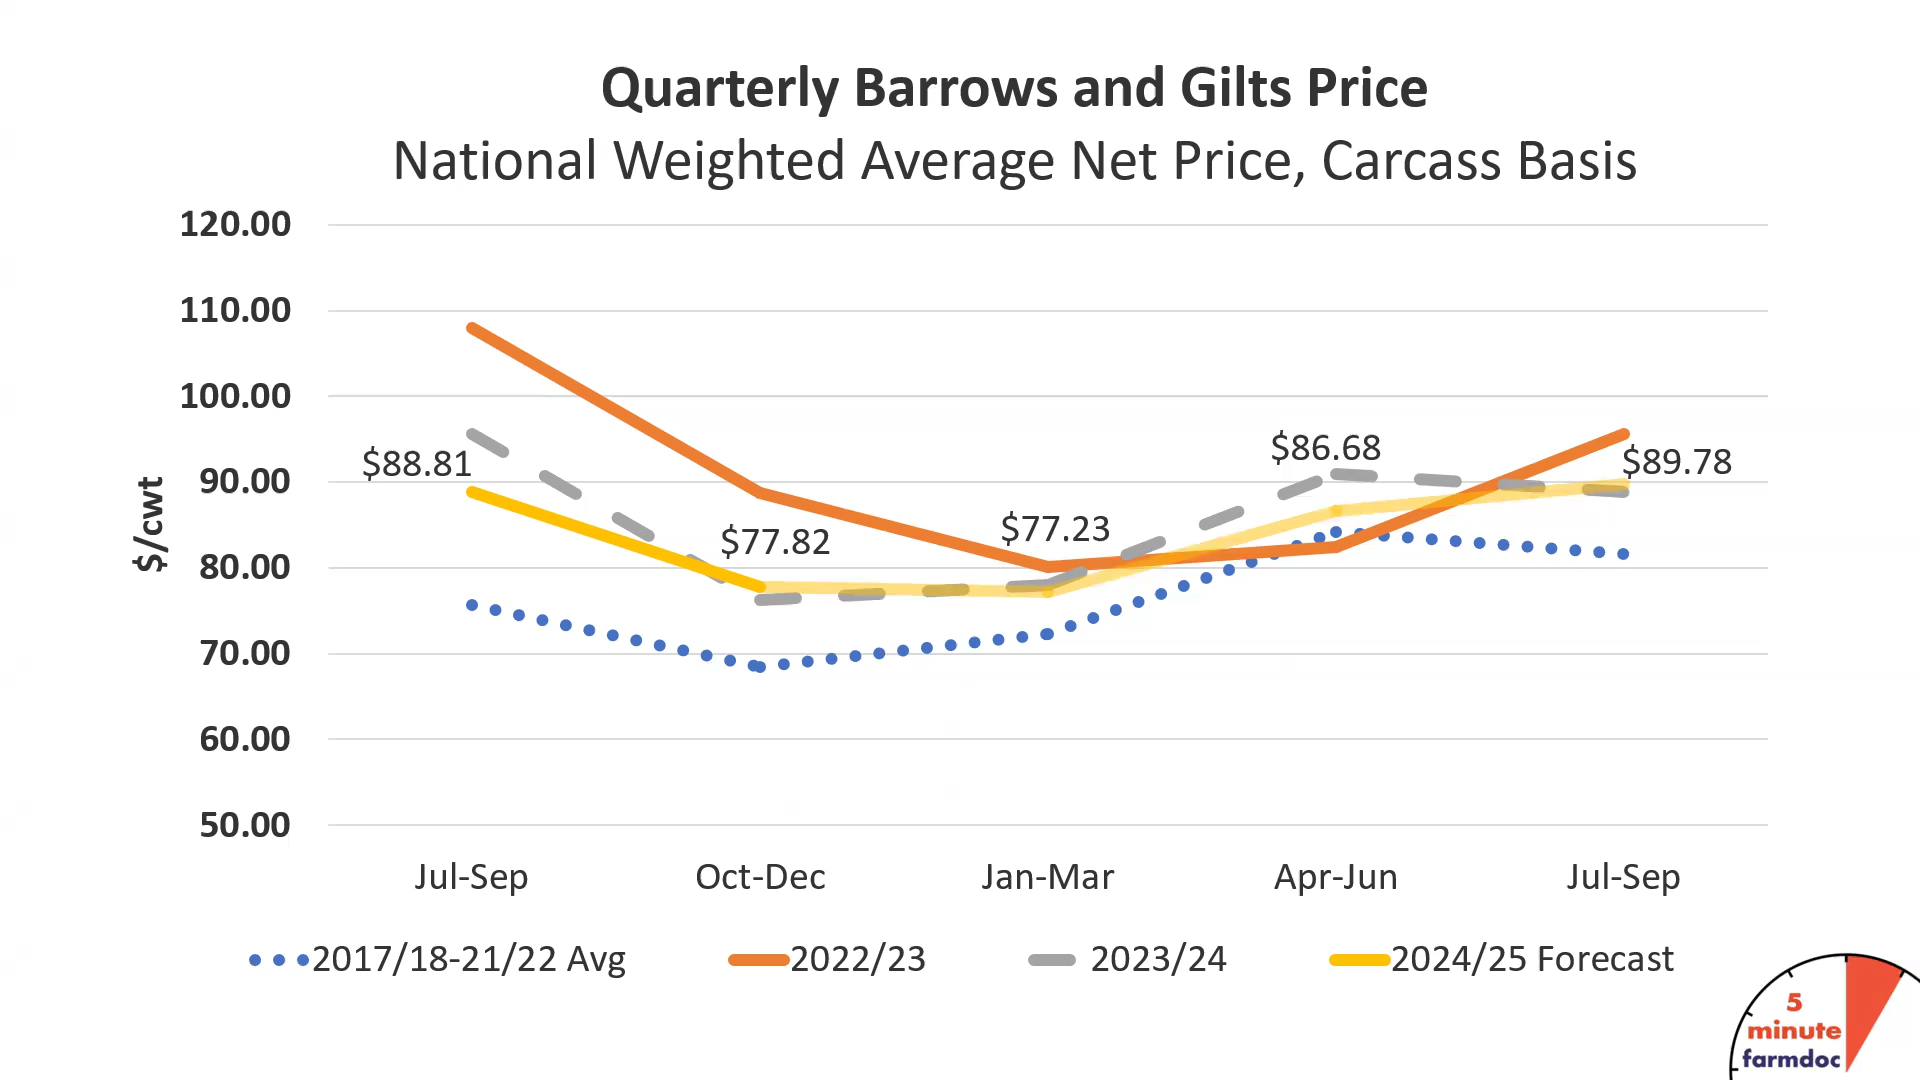 Quarterly Barrows and Gilts Price
National Weighted Average Net Price, Carcass Basis
$/cwt
120.00
110.00
100.00
90.00
80.00
70.00
60.00
50.00
$88.81
$77.82
$77.23
$86.68
$89.78
Jul-Sep
Oct-Dec
Jan-Mar
Apr-Jun
Jul-Sep
2017/18-21/22 Avg
2022/23
2023/24
2024/25 Forecast
5
minute
farmdoc